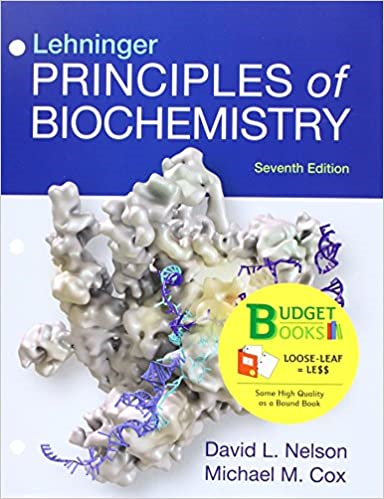 Lehninger
PRINCIPLES of
BIOCHEMISTRY
Seventh Edition
BUDGET
BOOKS
LOOSE-LEAF
= LE$$
Same High Quality
as a Bound Book
David L. Nelson
Michael M. Cox